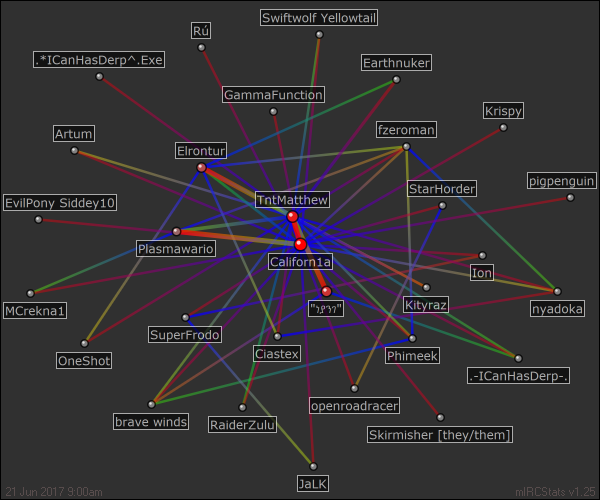 Swiftwolf Yellowtail
Rú
.*ICanHasDerp^.Exe
Earthnuker
GammaFunction
Krispy
Artum
fzeroman
Elrontur
pigpenguin
StarHorder
TntMatthew
EvilPony Siddey10
Plasmawario
Californ1a
Ion
MCrekna1
Kityraz
nyadoka
SuperFrodo
OneShot
Ciastex
Phimeek
.-ICanHasDerp-.
openroadracer
brave winds
RaiderZulu
Skirmisher [they/them]
JaLK
21 Jun 2017 9:00am
mIRCStats v1.25